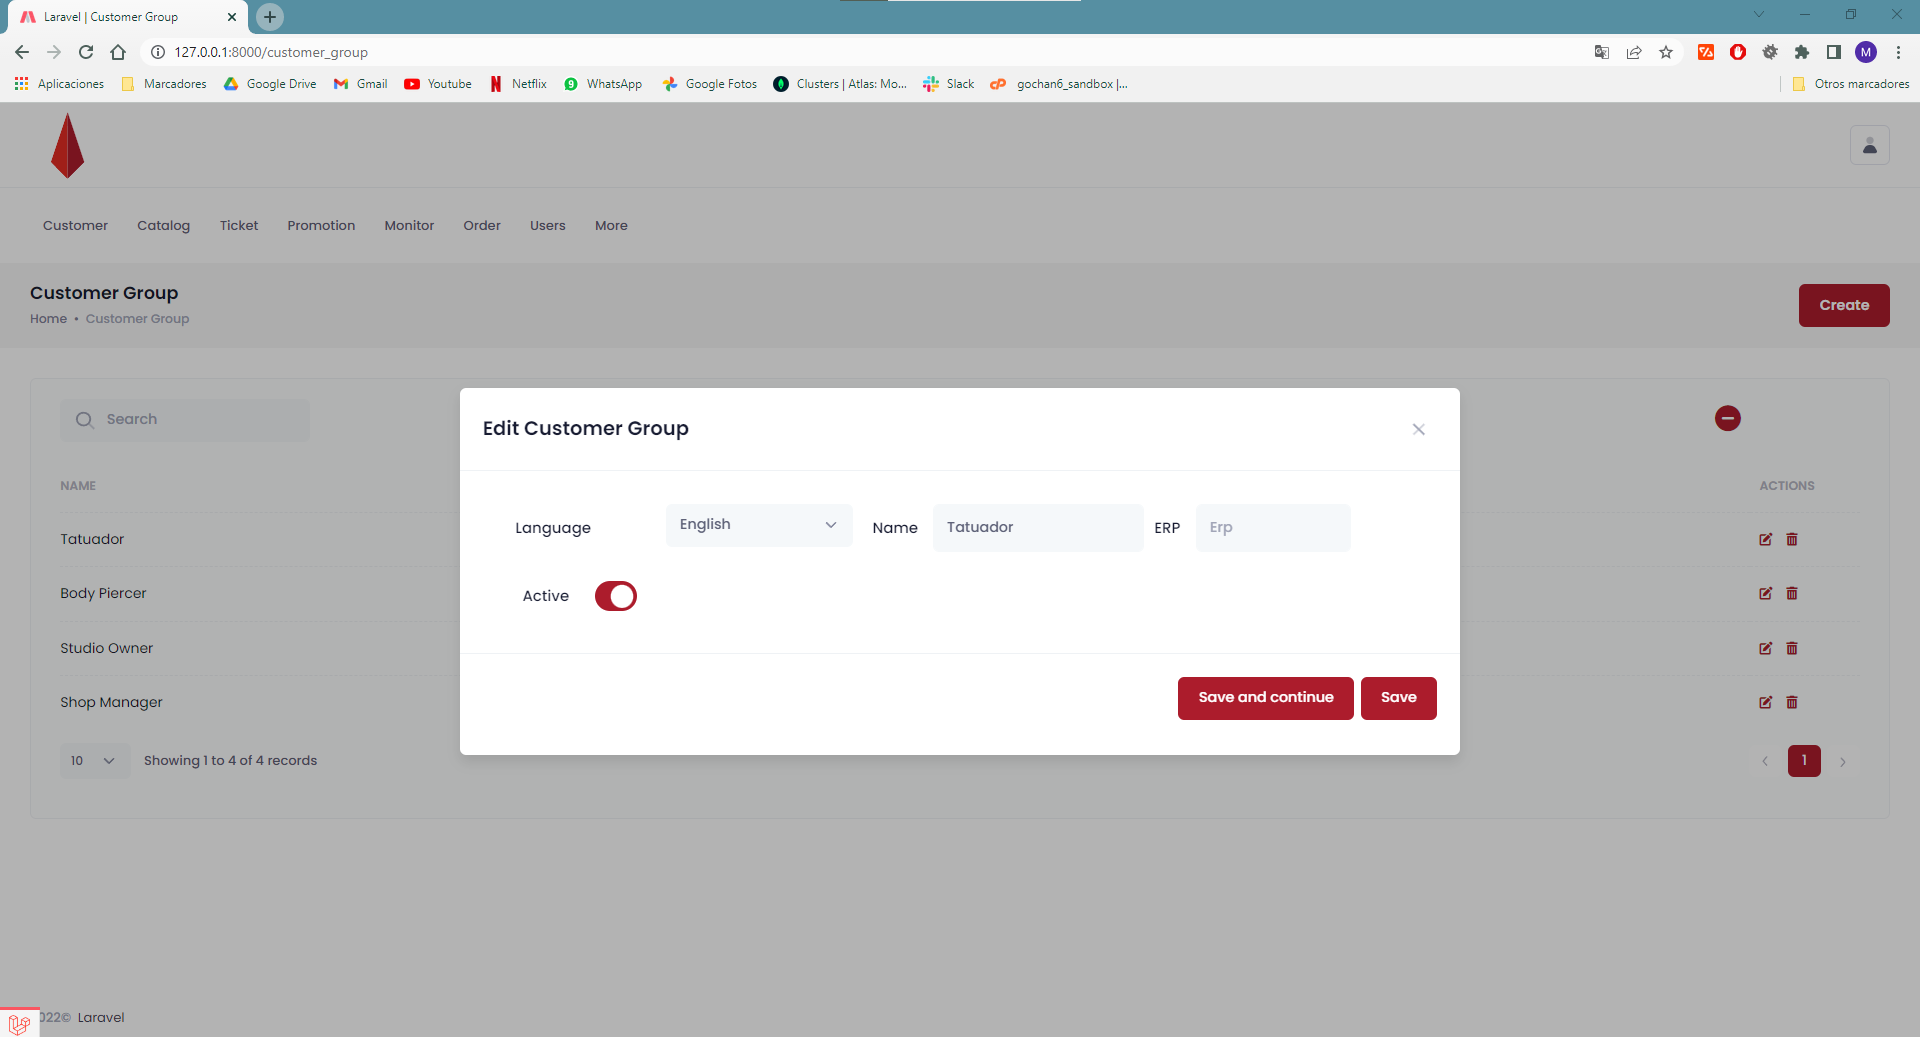 Laravel | Customer Group
127.0.0.1:8000/customer_group
M
Aplicaciones Marcadores Google Drive Gmail Youtube Netflix 9 WhatsApp Google Fotos Clusters | Atlas: Mo... Slack cP gochan6_sandbox |... Otros marcadores
Customer Catalog Ticket Promotion Monitor Order Users More
Customer Group
Home • Customer Group
Create
Search
Edit Customer Group
NAME
ACTIONS
Language English Name Tatuador ERP Erp
Tatuador
Active
Body Piercer
Studio Owner
Save and continue Save
Shop Manager
10 Showing 1 to 4 of 4 records
1
022© Laravel